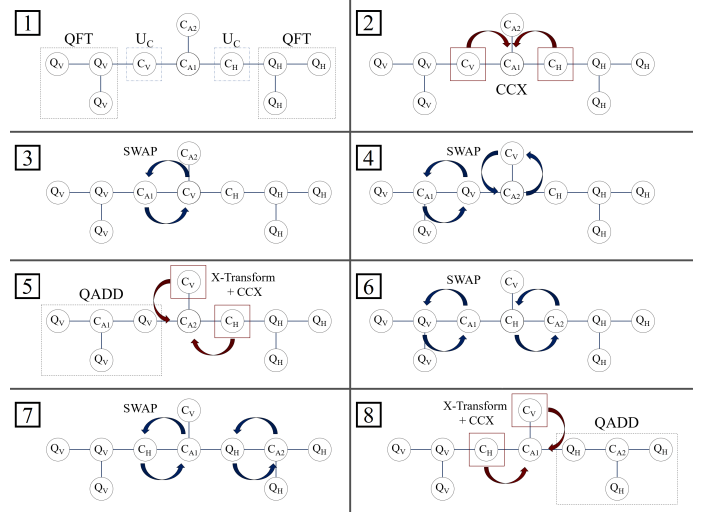 1
QFT U_C C_A2 U_C QFT
Q_V Q_V C_V C_A1 C_H Q_H Q_H
Q_V Q_H
2
C_A2
Q_V Q_V C_V C_A1 C_H Q_H Q_H
CCX
Q_V Q_H
3
SWAP C_A2
Q_V Q_V C_A1 C_V C_H Q_H Q_H
Q_V Q_H
4
SWAP C_V
Q_V C_A1 Q_V C_A2 C_H Q_H Q_H
Q_V Q_H
5
QADD C_V X-Transform
+ CCX
Q_V C_A1 Q_V C_A2 C_H Q_H Q_H
Q_V Q_H
6
SWAP C_V
Q_V Q_V C_A1 C_H C_A2 Q_H Q_H
Q_V Q_H
7
SWAP C_V
Q_V Q_V C_H C_A1 Q_H C_A2 Q_H
Q_V Q_H
8
X-Transform C_V QADD
+ CCX
Q_V Q_V C_H C_A1 Q_H C_A2 Q_H
Q_V Q_H